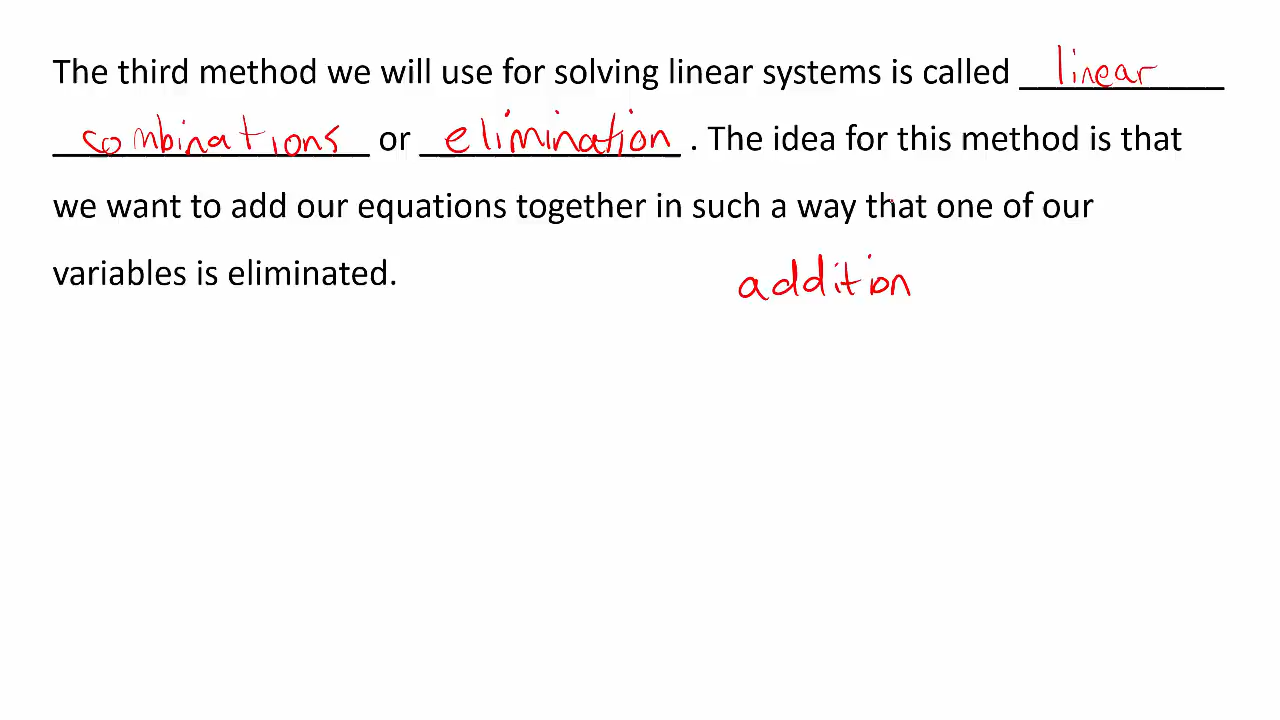 The third method we will use for solving linear systems is called linear
combinations or elimination . The idea for this method is that
we want to add our equations together in such a way that one of our
variables is eliminated.
addition